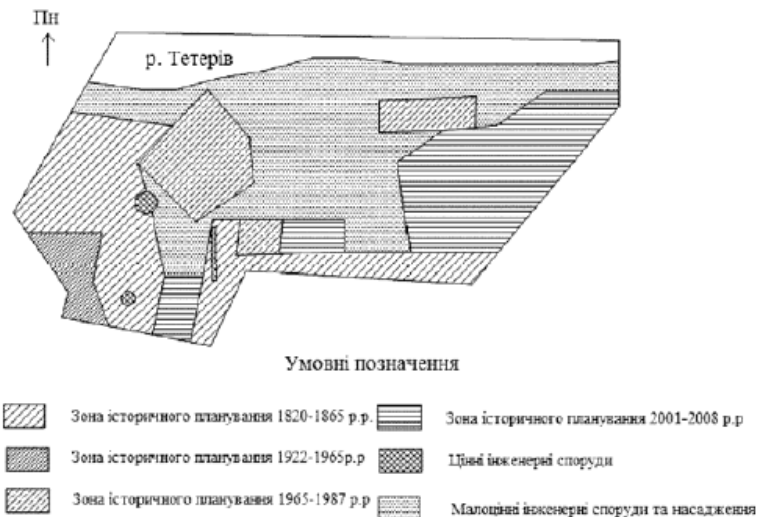 Пн
р. Тетерів
Умовні позначення
Зона історичного планування 1820-1865 р.р.
Зона історичного планування 2001-2008 р.р
Зона історичного планування 1922-1965р.р
Цінні інженерні споруди
Зона історичного планування 1965-1987 р.р
Малоцінні інженерні споруди та насадження